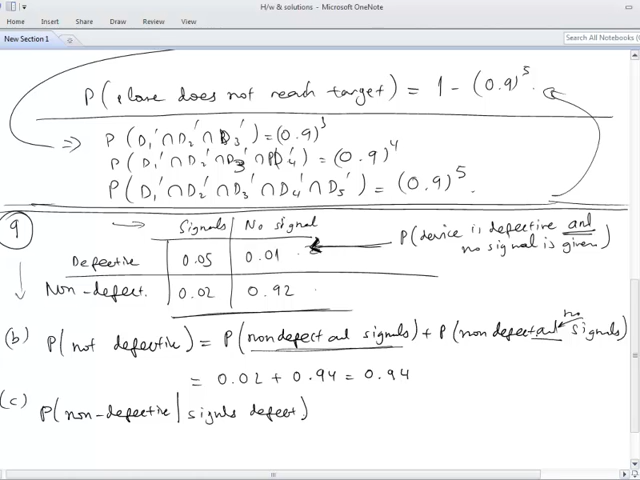 H/w & solutions - Microsoft OneNote
Home Insert Share Draw Review View
New Section 1 Search All Notebooks (
P( plane does not reach target) = 1 - (0.9)^5.
=> P(D1' ∩ D2' ∩ D3') = (0.9)^3
P(D1' ∩ D2' ∩ D3 ∩ D4') = (0.9)^4
P(D1' ∩ D2' ∩ D3' ∩ D4' ∩ D5') = (0.9)^5.
9 Signals No signal
P(device is defective and
no signal is given)
Defective 0.05 0.01
Non-defect. 0.02 0.92
no
(b) P(not defective) = P(nondefect and signals) + P(non defect and signals)
= 0.02 + 0.94 = 0.94
(c) P(non-defective | signals defect)